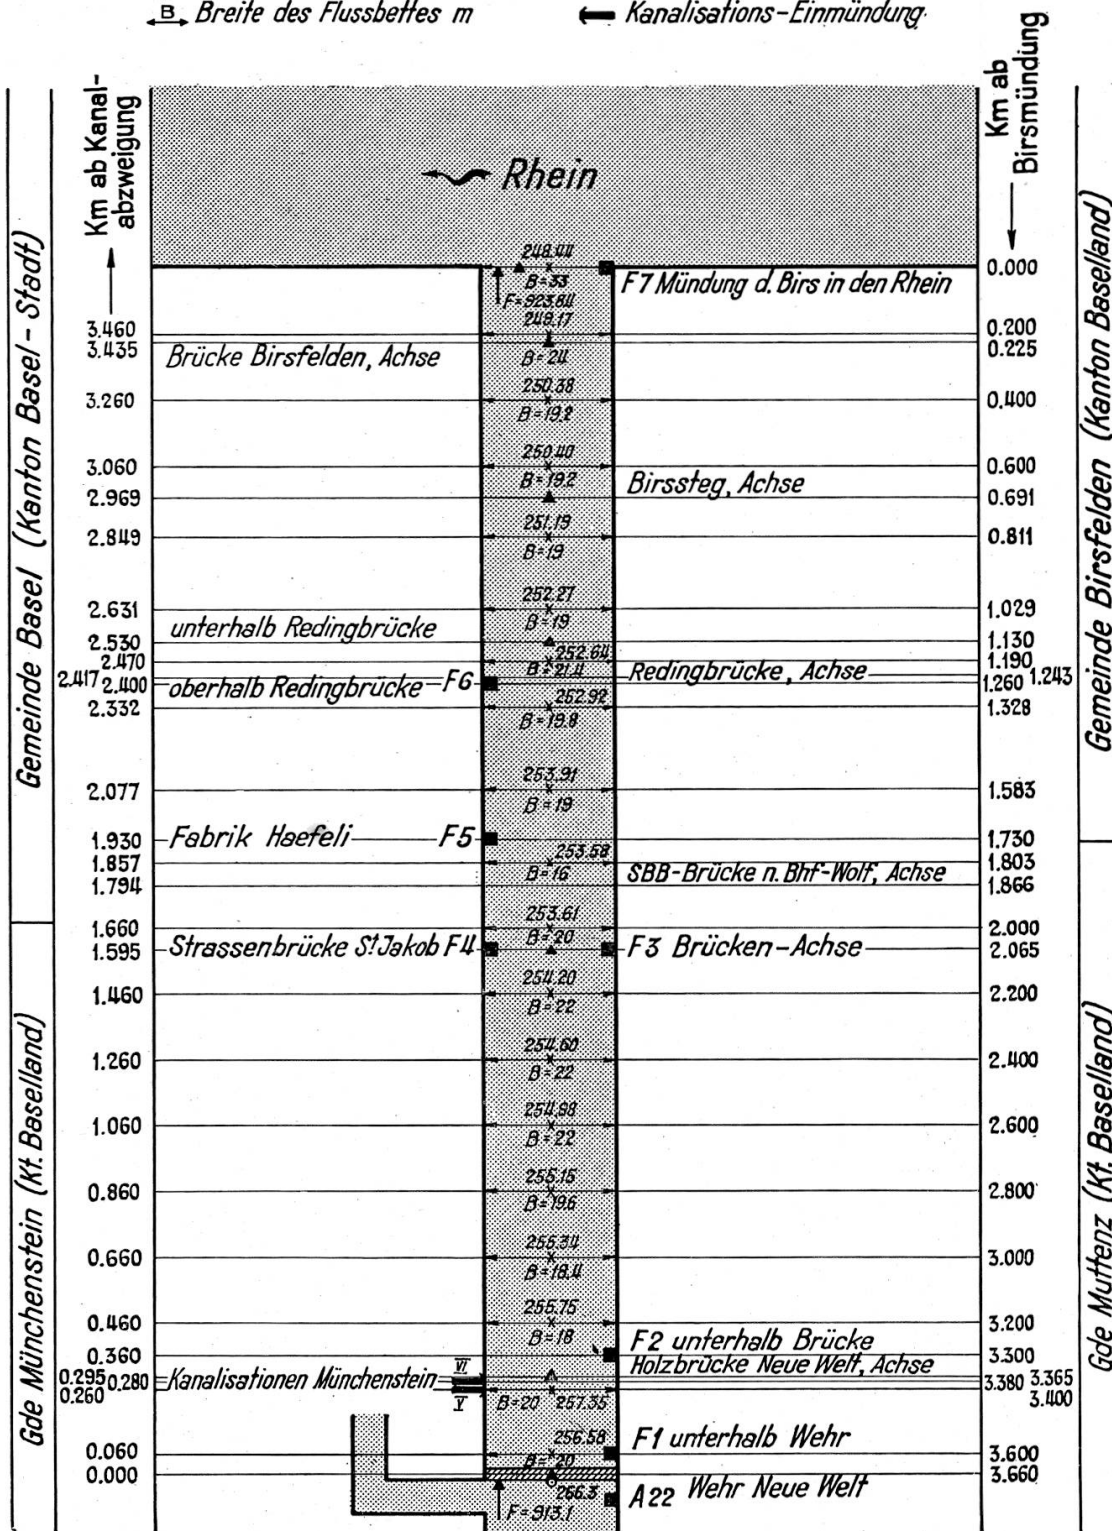 B Breite des Flussbettes m
Kanalisations-Einmündung
Km ab Kanal-
abzweigung
Km ab
Birsmündung
Rhein
Gemeinde Basel (Kanton Basel-Stadt)
Gde Münchenstein (Kt. Baselland)
Gemeinde Birsfelden (Kanton Baselland)
Gde Muttenz (Kt. Baselland)
248.44
0.000
B=33
F7 Mündung d. Birs in den Rhein
F=923.64
249.17
3.460
0.200
3.435
0.225
Brücke Birsfelden, Achse
B=24
250.38
3.260
0.400
B=19.2
250.40
3.060
0.600
B=19.2
Birssteg, Achse
2.969
0.691
251.19
2.849
0.811
B=19
252.27
2.631
1.029
B=19
unterhalb Redingbrücke
2.530
1.130
252.64
2.470
1.190
B=21.4
Redingbrücke, Achse
1.243
2.417
2.400
oberhalb Redingbrücke F6
1.260
252.92
2.332
1.328
B=19.8
253.91
2.077
1.583
B=19
1.930
Fabrik Haefeli F5
1.730
253.58
1.857
1.803
B=16
SBB-Brücke n. Bhf-Wolf, Achse
1.794
1.866
253.61
1.660
2.000
B=20
1.595
Strassenbrücke St. Jakob F4
F3 Brücken-Achse
2.065
254.20
1.460
2.200
B=22
254.60
1.260
2.400
B=22
254.98
1.060
2.600
B=22
255.15
0.860
2.800
B=19.6
255.34
0.660
3.000
B=18.4
255.75
0.460
3.200
B=18
F2 unterhalb Brücke
0.360
3.300
Holzbrücke Neue Welt, Achse
VI
0.295
0.280
Kanalisationen Münchenstein
3.380
3.365
0.260
V
B=20
257.35
3.400
256.58
F1 unterhalb Wehr
0.060
3.600
B=20
0.000
3.660
266.3
A22 Wehr Neue Welt
F=913.1